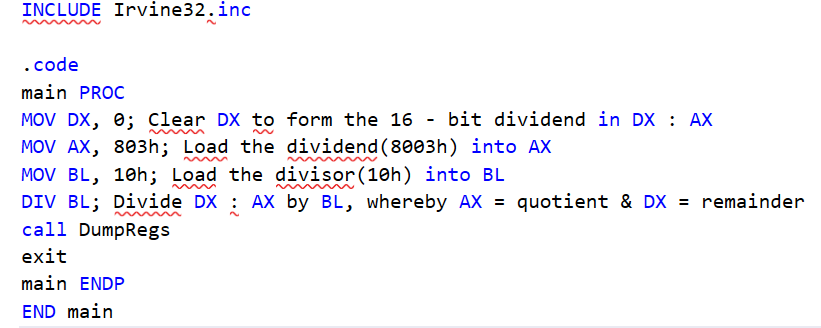 INCLUDE Irvine32.inc
.code
main PROC
MOV DX, 0; Clear DX to form the 16 - bit dividend in DX : AX
MOV AX, 803h; Load the dividend(8003h) into AX
MOV BL, 10h; Load the divisor(10h) into BL
DIV BL; Divide DX : AX by BL, whereby AX = quotient & DX = remainder
call DumpRegs
exit
main ENDP
END main